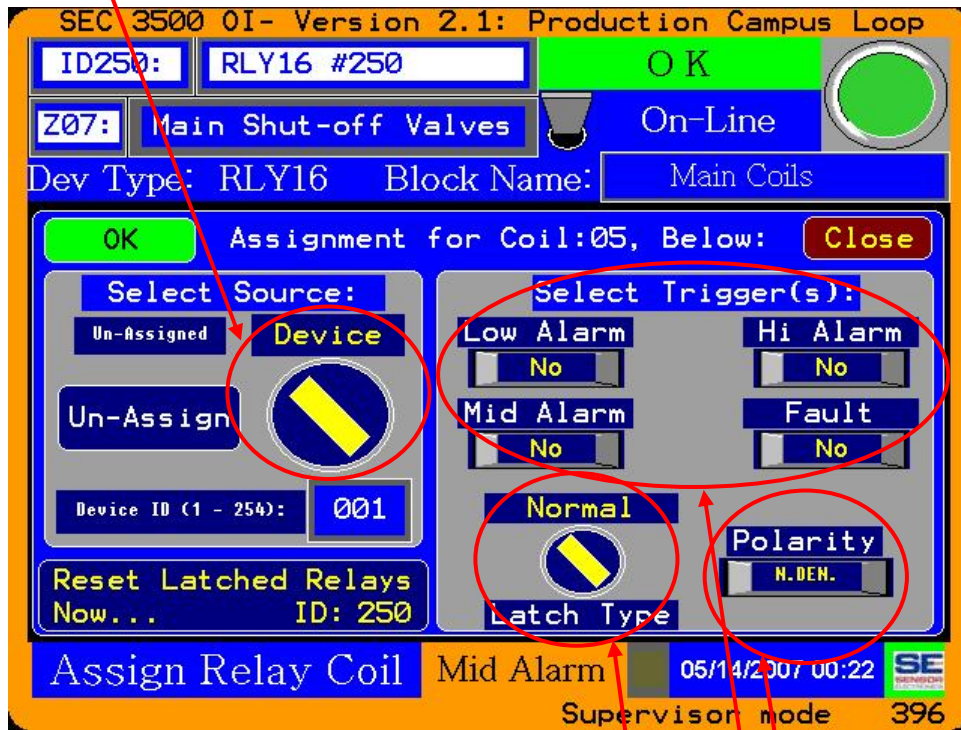 SEC 3500 OI- Version 2.1: Production Campus Loop
ID250: RLY16 #250 OK
Z07: Main Shut-off Valves On-Line
Dev Type: RLY16 Block Name: Main Coils
OK Assignment for Coil:05, Below: Close
Select Source:
Un-Assigned Device
Un-Assign
Device ID (1 - 254): 001
Reset Latched Relays
Now... ID: 250
Select Trigger(s):
Low Alarm Hi Alarm
No No
Mid Alarm Fault
No No
Normal
Latch Type
Polarity
N.DEN.
Assign Relay Coil Mid Alarm 05/14/2007 00:22 SE
SENSOR
Supervisor mode 396